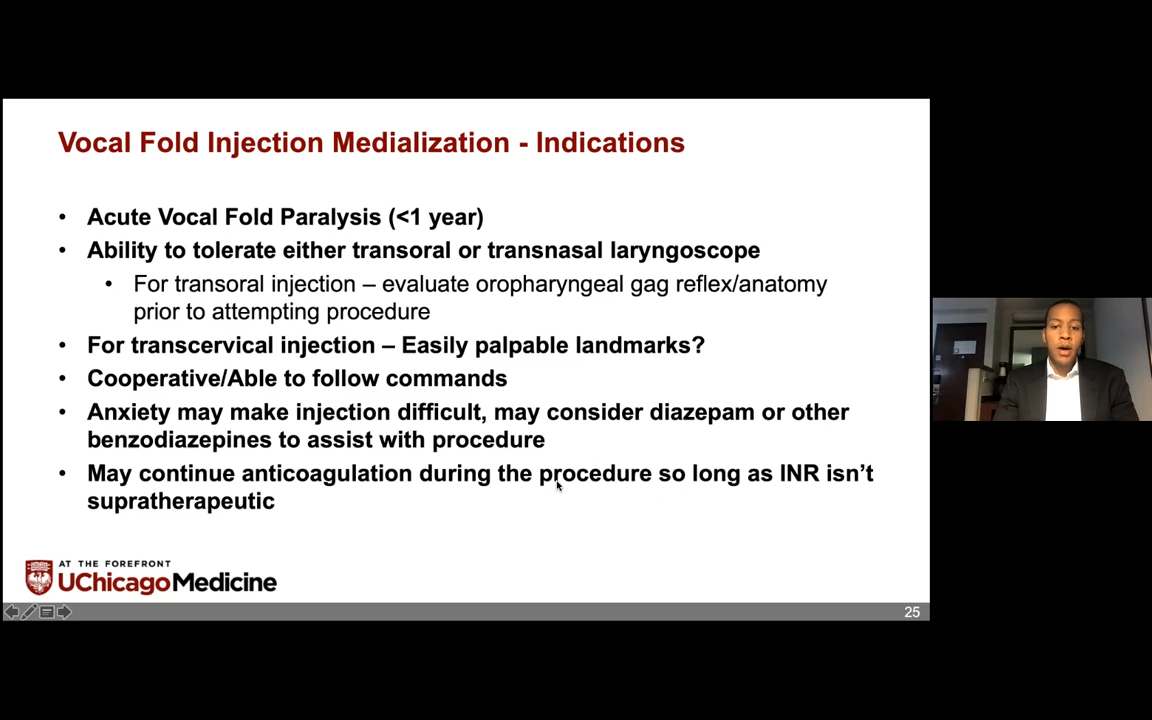 Vocal Fold Injection Medialization - Indications
• Acute Vocal Fold Paralysis (<1 year)
• Ability to tolerate either transoral or transnasal laryngoscope
• For transoral injection – evaluate oropharyngeal gag reflex/anatomy
prior to attempting procedure
• For transcervical injection – Easily palpable landmarks?
• Cooperative/Able to follow commands
• Anxiety may make injection difficult, may consider diazepam or other
benzodiazepines to assist with procedure
• May continue anticoagulation during the procedure so long as INR isn’t
supratherapeutic
AT THE FOREFRONT
UChicagoMedicine
25